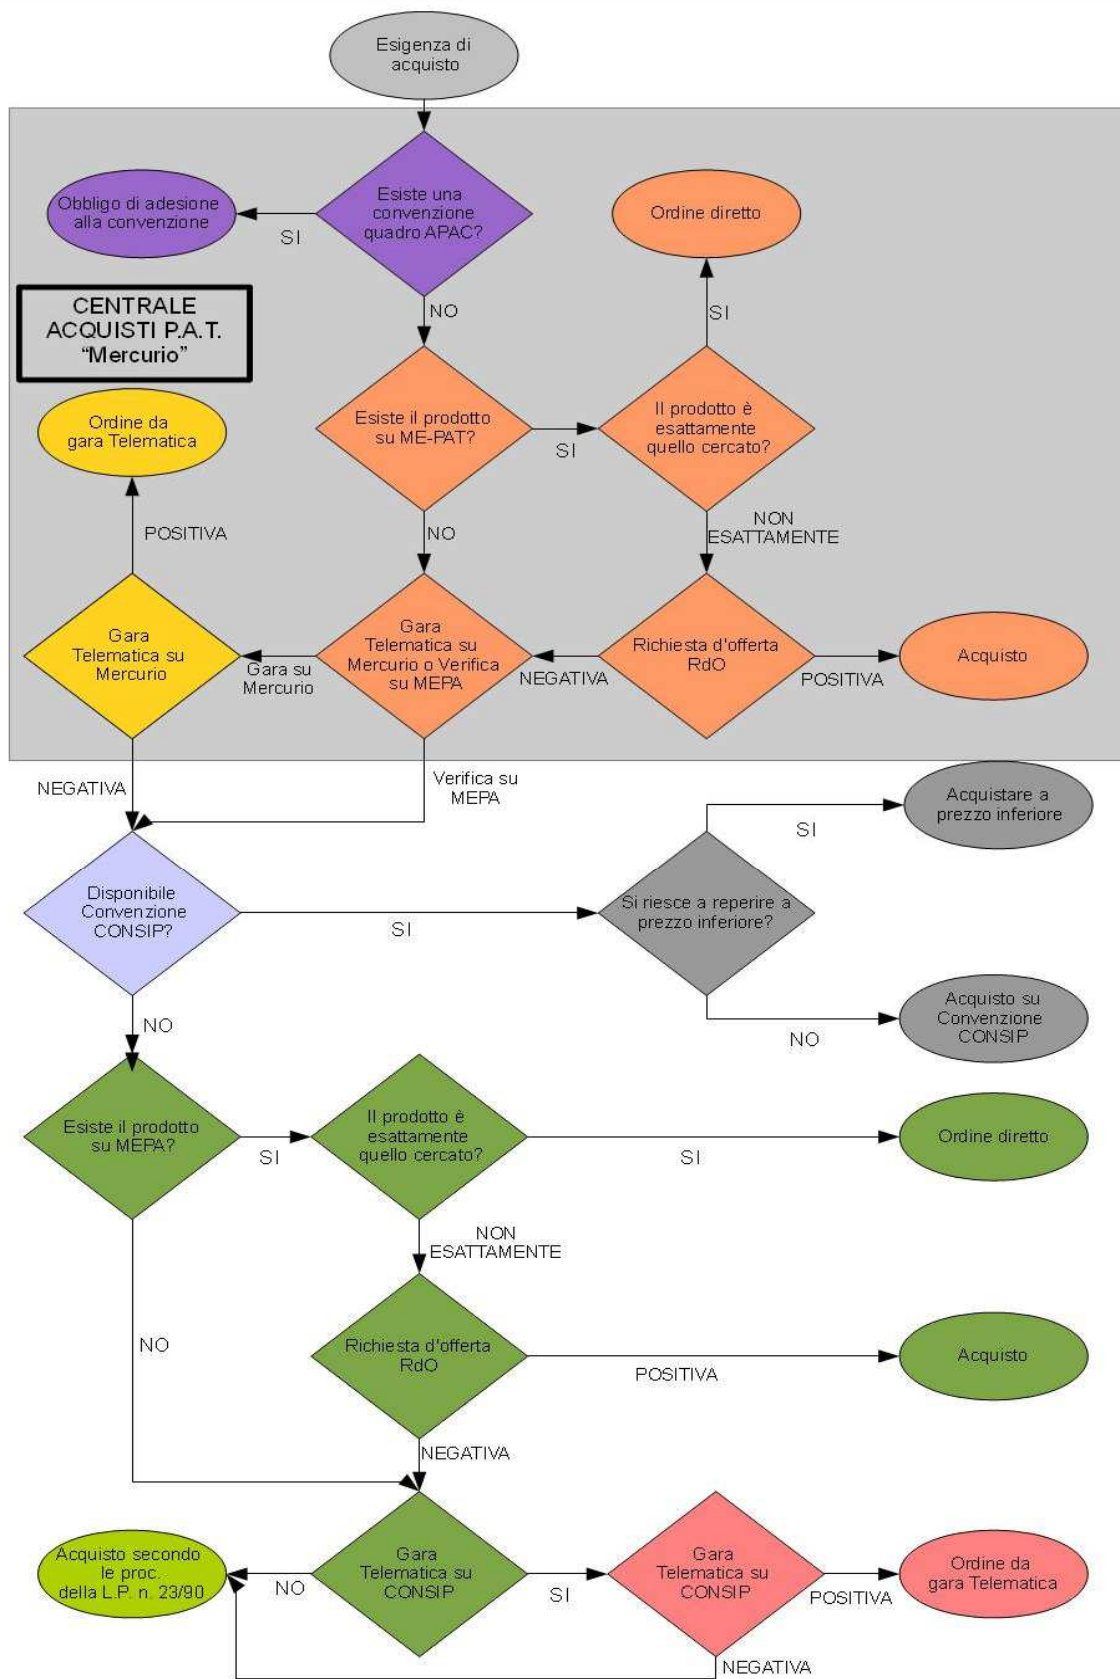 Esigenza di
acquisto
Esiste una
convenzione
quadro APAC?
Obbligo di adesione
alla convenzione
SI
Ordine diretto
CENTRALE
ACQUISTI P.A.T.
“Mercurio”
NO
SI
Ordine da
gara Telematica
Esiste il prodotto
su ME-PAT?
SI
Il prodotto è
esattamente
quello cercato?
POSITIVA
NO
NON
ESATTAMENTE
Gara
Telematica su
Mercurio
Gara su
Mercurio
Gara
Telematica su
Mercurio o Verifica
su MEPA
NEGATIVA
Richiesta d'offerta
RdO
POSITIVA
Acquisto
NEGATIVA
Verifica su
MEPA
Acquistare a
prezzo inferiore
SI
Disponibile
Convenzione
CONSIP?
SI
Si riesce a reperire a
prezzo inferiore?
NO
NO
Acquisto su
Convenzione
CONSIP
Esiste il prodotto
su MEPA?
SI
Il prodotto è
esattamente
quello cercato?
SI
Ordine diretto
NON
ESATTAMENTE
NO
Richiesta d'offerta
RdO
POSITIVA
Acquisto
NEGATIVA
Acquisto secondo
le proc.
della L.P. n. 23/90
NO
Gara
Telematica su
CONSIP
SI
Gara
Telematica su
CONSIP
POSITIVA
Ordine da
gara Telematica
NEGATIVA